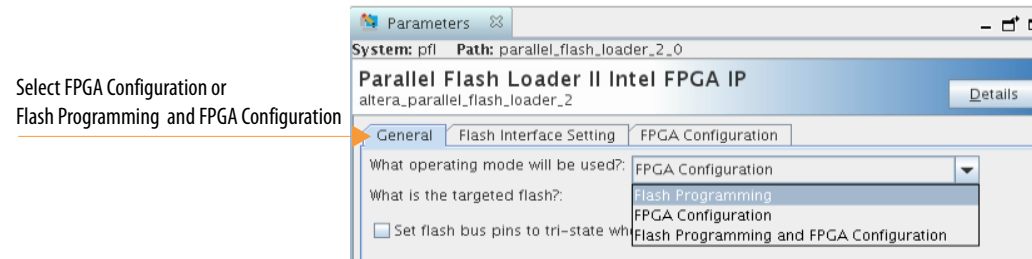 Parameters
System: pfl Path: parallel_flash_loader_2_0
Parallel Flash Loader II Intel FPGA IP
altera_parallel_flash_loader_2
Details
Select FPGA Configuration or
Flash Programming and FPGA Configuration
General Flash Interface Setting FPGA Configuration
What operating mode will be used?: FPGA Configuration
What is the targeted flash?: Flash Programming
FPGA Configuration
Set flash bus pins to tri-state Flash Programming and FPGA Configuration